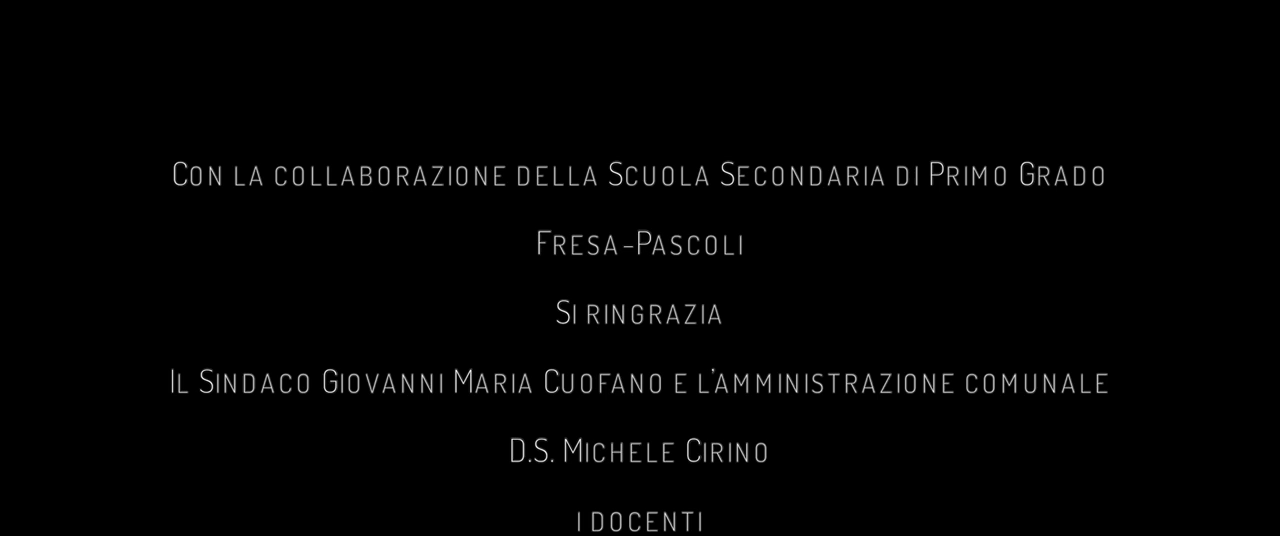 Con la collaborazione della Scuola Secondaria di Primo Grado
Fresa-Pascoli
Si ringrazia
Il Sindaco Giovanni Maria Cuofano e l'amministrazione comunale
D.S. Michele Cirino
i docenti